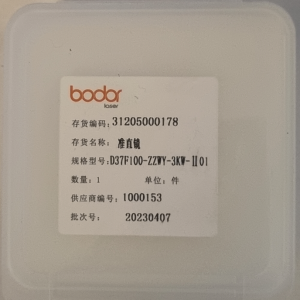 bodor
laser
存货编码: 31205000178
存货名称: 准直镜
规格型号: D37F100-ZZWY-3KW-Ⅱ01
数量: 1 单位: 件
供应商编号: 1000153
批次号: 20230407